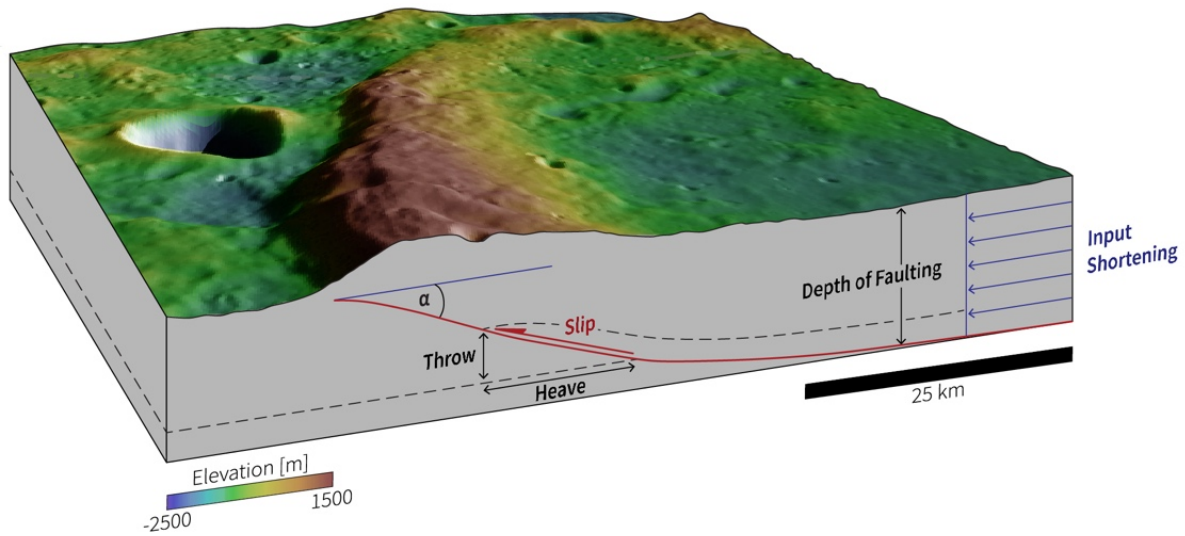 Input
Shortening
Depth of Faulting
α
Slip
Throw
Heave
25 km
Elevation [m]
-2500
1500